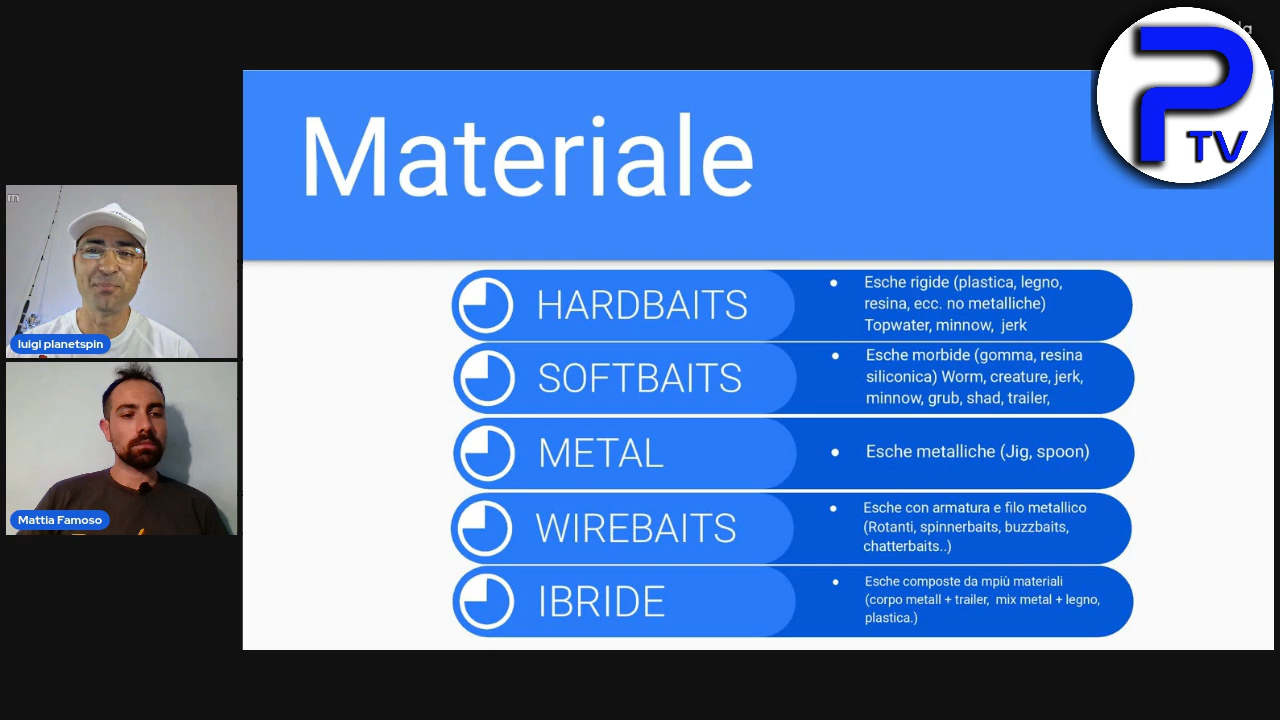 Materiale
P
TV
m
luigi planetspin
Mattia Famoso
HARDBAITS
Esche rigide (plastica, legno,
resina, ecc. no metalliche)
Topwater, minnow, jerk
SOFTBAITS
Esche morbide (gomma, resina
siliconica) Worm, creature, jerk,
minnow, grub, shad, trailer,
METAL
Esche metalliche (Jig, spoon)
WIREBAITS
Esche con armatura e filo metallico
(Rotanti, spinnerbaits, buzzbaits,
chatterbaits..)
IBRIDE
Esche composte da mpiù materiali
(corpo metall + trailer, mix metal + legno,
plastica.)